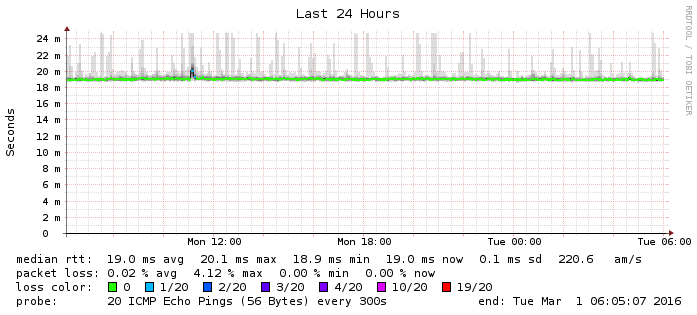 Last 24 Hours
RRDTOOL / TOBI OETIKER
Seconds
24 m
22 m
20 m
18 m
16 m
14 m
12 m
10 m
8 m
6 m
4 m
2 m
0
Mon 12:00 Mon 18:00 Tue 00:00 Tue 06:00
median rtt: 19.0 ms avg 20.1 ms max 18.9 ms min 19.0 ms now 0.1 ms sd 220.6 am/s
packet loss: 0.02 % avg 4.12 % max 0.00 % min 0.00 % now
loss color: 0 1/20 2/20 3/20 4/20 10/20 19/20
probe: 20 ICMP Echo Pings (56 Bytes) every 300s end: Tue Mar 1 06:05:07 2016